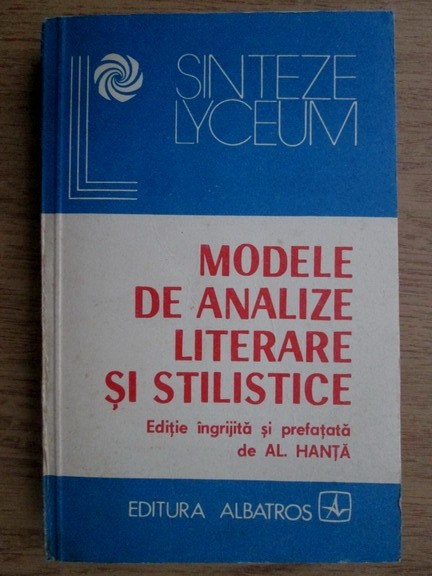 SINTEZE
LYCEUM
MODELE
DE ANALIZE
LITERARE
ȘI STILISTICE
Ediție îngrijită și prefațată
de AL. HANȚĂ
EDITURA ALBATROS